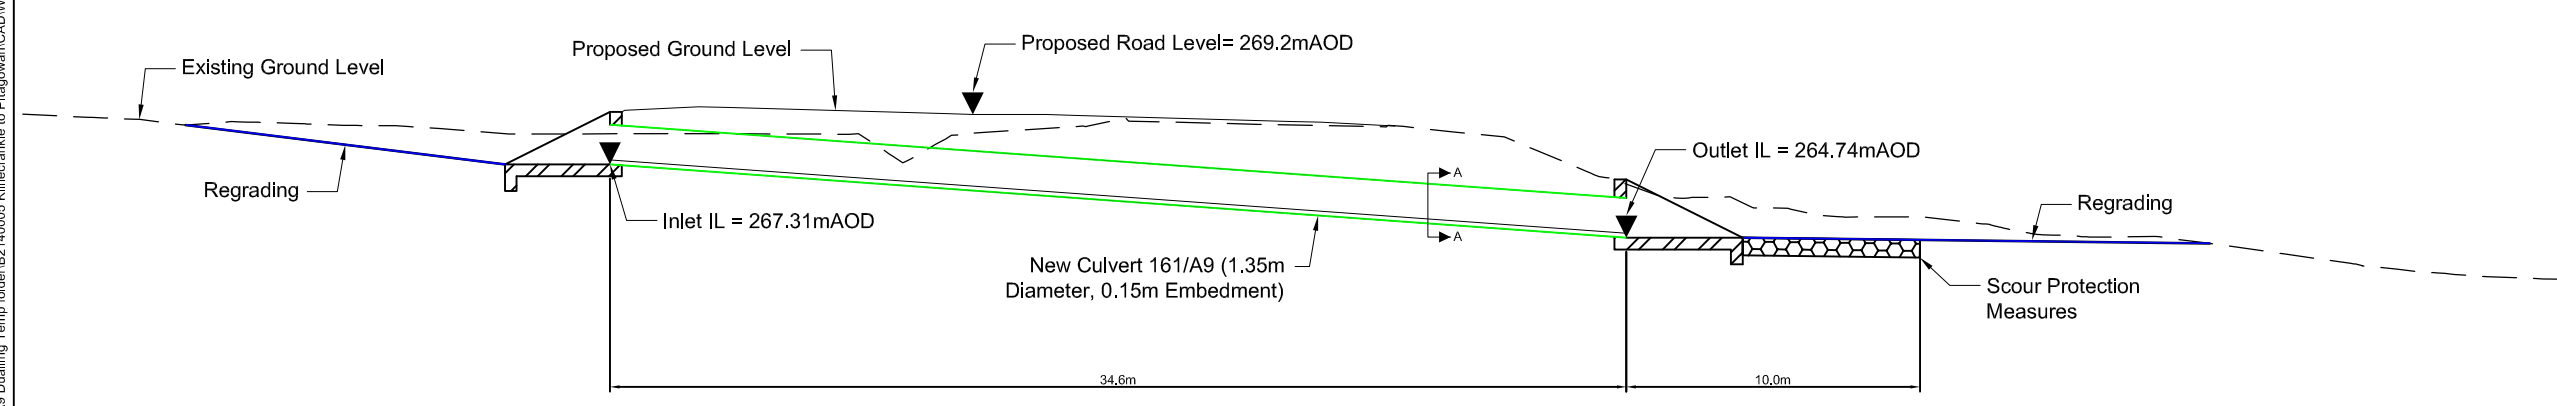 Proposed Ground Level
Proposed Road Level= 269.2mAOD
Existing Ground Level
Outlet IL = 264.74mAOD
A
Regrading
Regrading
Inlet IL = 267.31mAOD
A
New Culvert 161/A9 (1.35m
Diameter, 0.15m Embedment)
Scour Protection
Measures
34.6m
10.0m